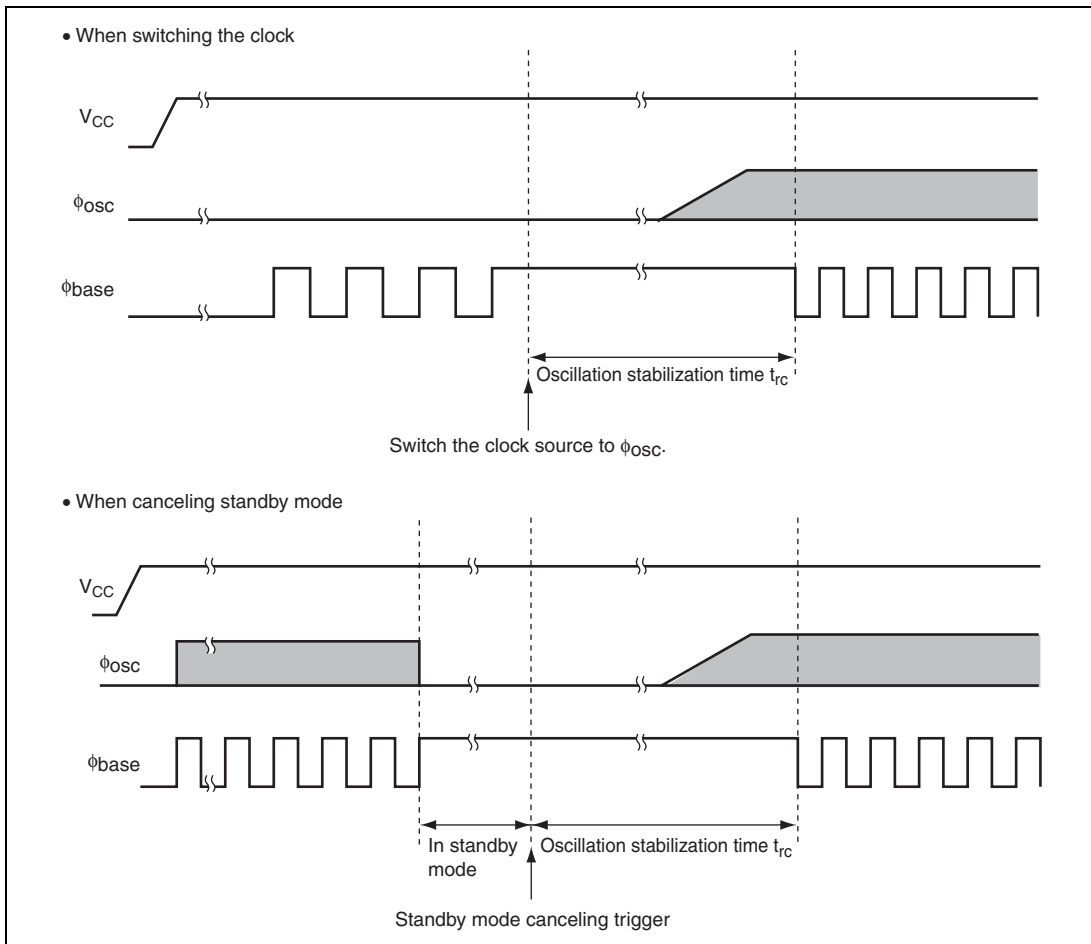 • When switching the clock
VCC
ϕosc
ϕbase
Oscillation stabilization time trc
Switch the clock source to ϕosc.
• When canceling standby mode
VCC
ϕosc
ϕbase
In standby
mode
Oscillation stabilization time trc
Standby mode canceling trigger